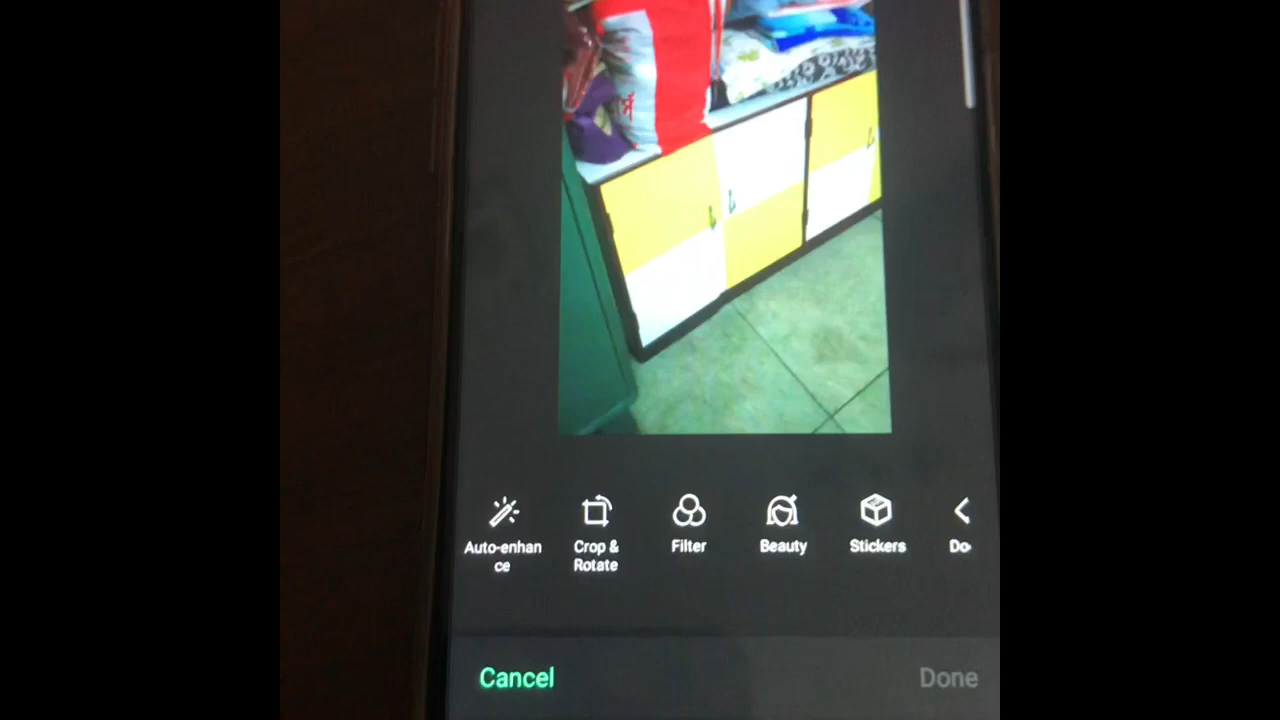 Auto-enhan
ce
Crop &
Rotate
Filter
Beauty
Stickers
Cancel
Done